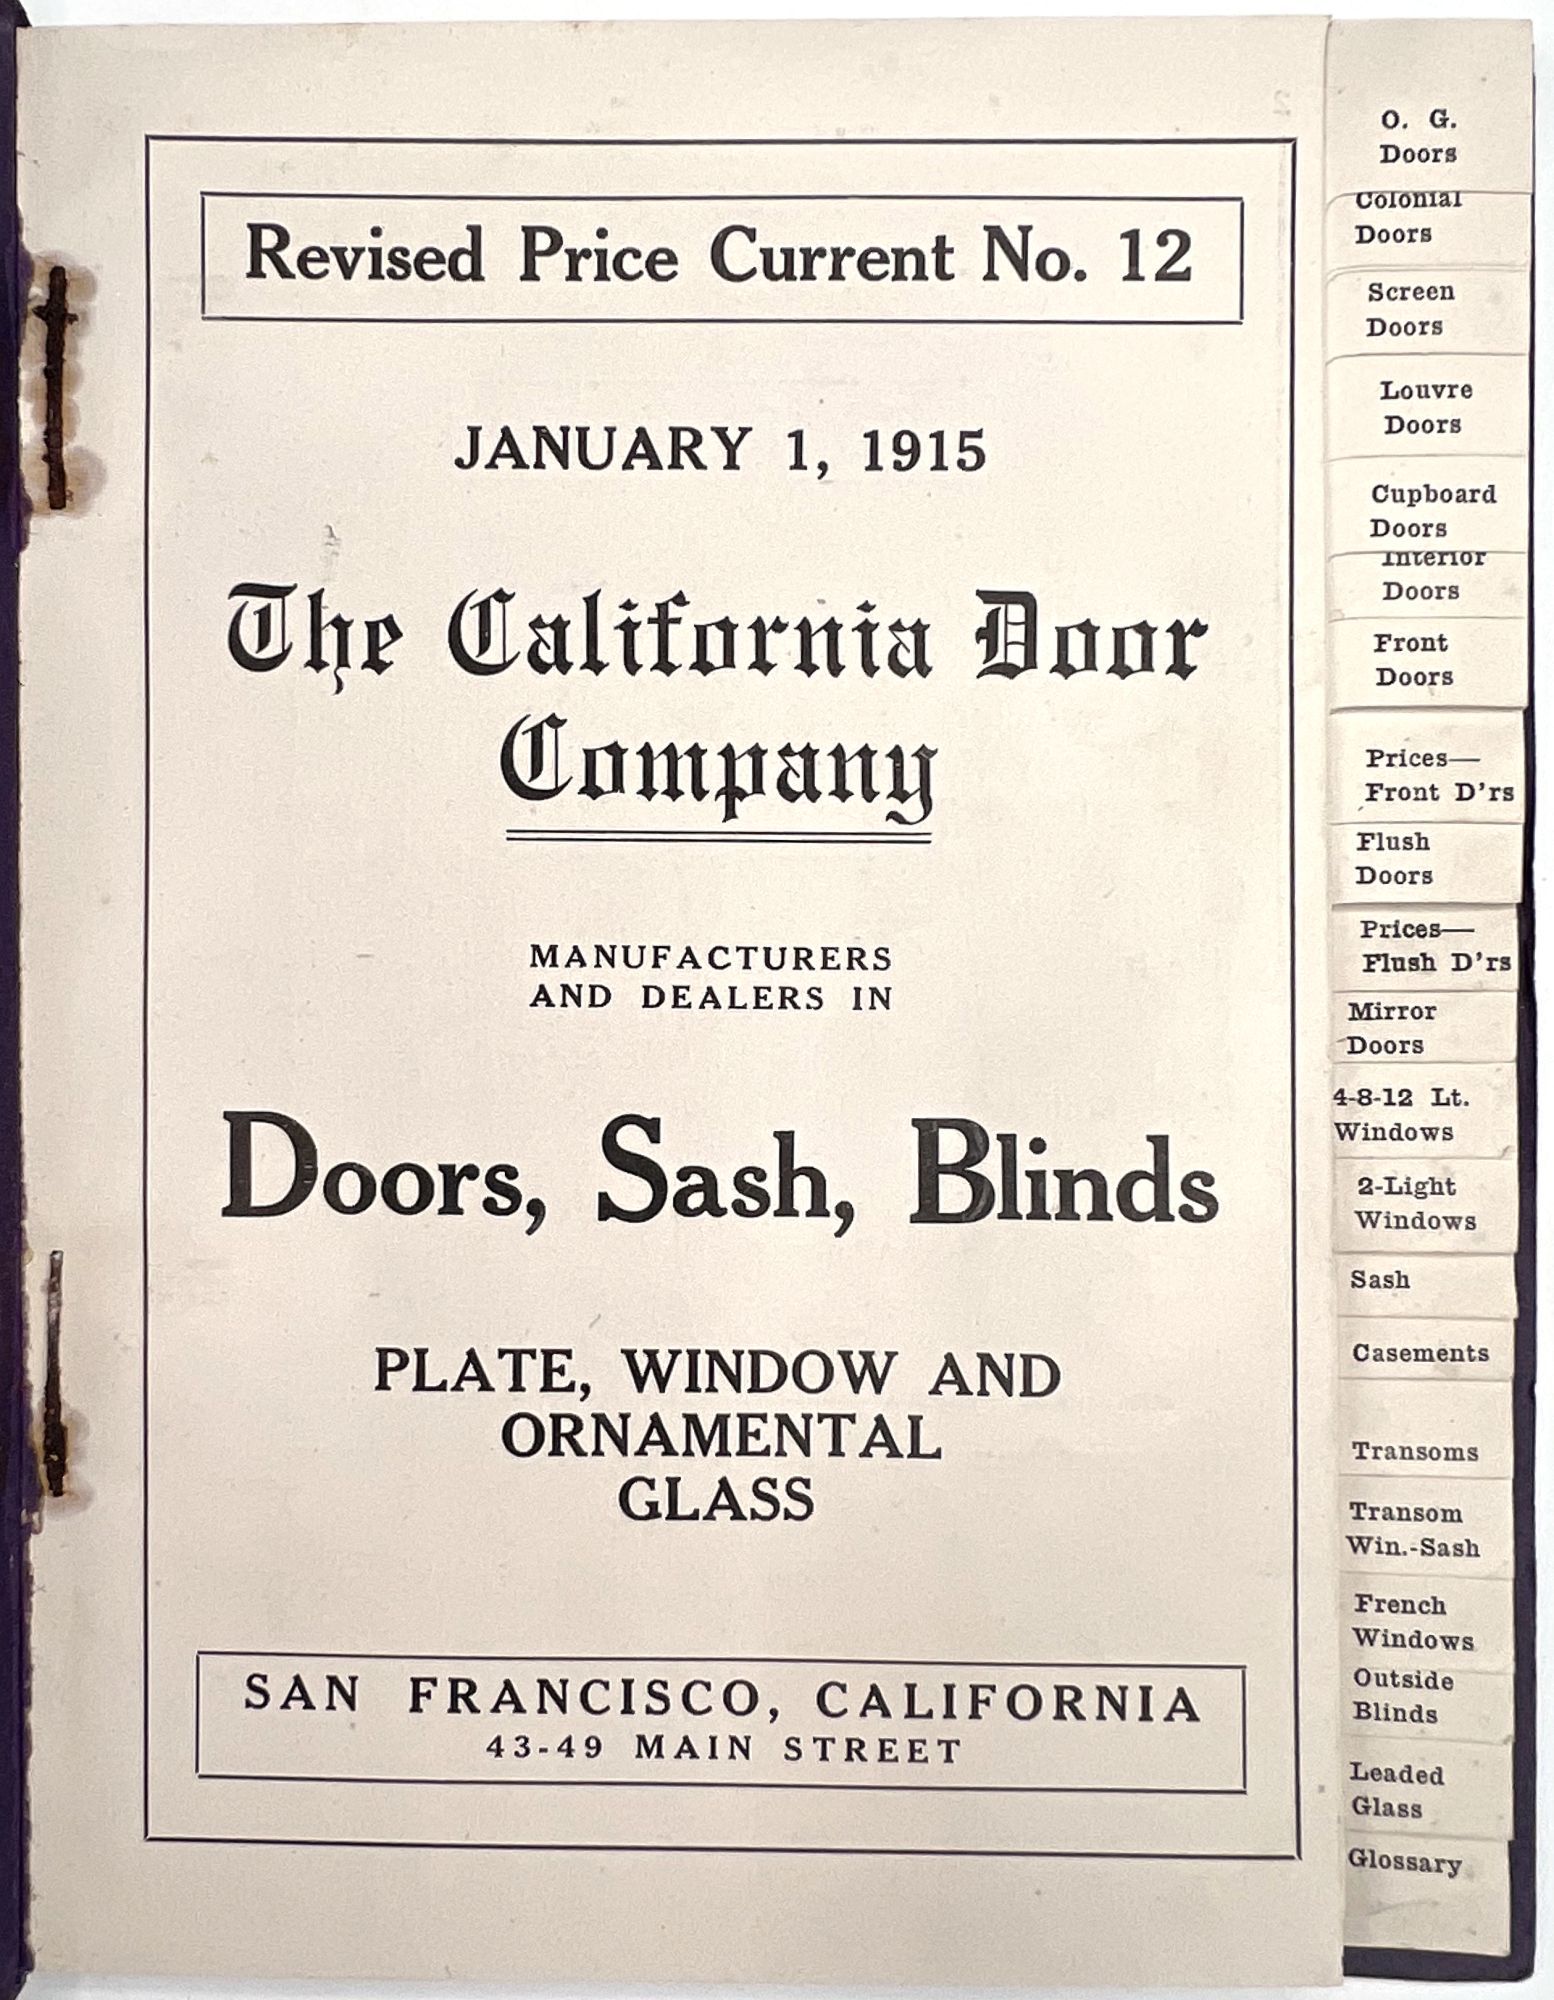 Revised Price Current No. 12
JANUARY 1, 1915
The California Door
Company
MANUFACTURERS
AND DEALERS IN
Doors, Sash, Blinds
PLATE, WINDOW AND
ORNAMENTAL
GLASS
SAN FRANCISCO, CALIFORNIA
43-49 MAIN STREET
O. G.
Doors
Colonial
Doors
Screen
Doors
Louvre
Doors
Cupboard
Doors
Interior
Doors
Front
Doors
Prices—
Front D'rs
Flush
Doors
Prices—
Flush D'rs
Mirror
Doors
4-8-12 Lt.
Windows
2-Light
Windows
Sash
Casements
Transoms
Transom
Win.-Sash
French
Windows
Outside
Blinds
Leaded
Glass
Glossary